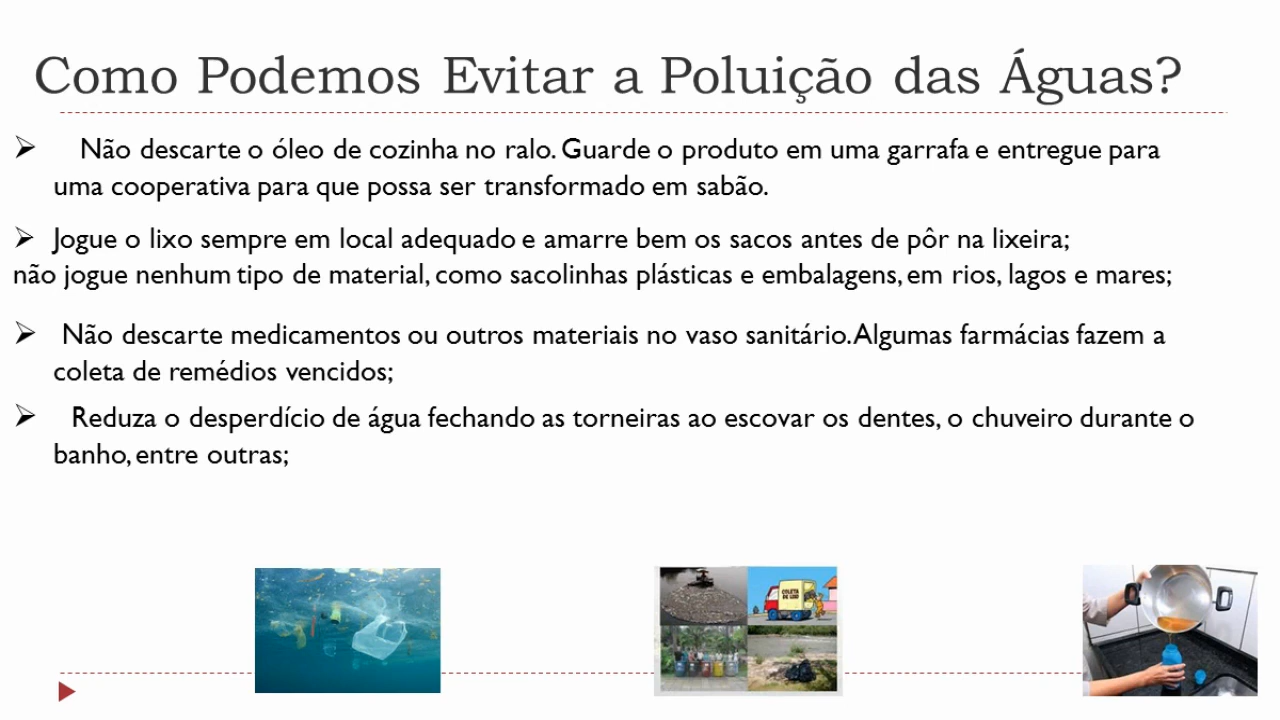 Como Podemos Evitar a Poluição das Águas?
➢ Não descarte o óleo de cozinha no ralo. Guarde o produto em uma garrafa e entregue para
uma cooperativa para que possa ser transformado em sabão.
➢ Jogue o lixo sempre em local adequado e amarre bem os sacos antes de pôr na lixeira;
não jogue nenhum tipo de material, como sacolinhas plásticas e embalagens, em rios, lagos e mares;
➢ Não descarte medicamentos ou outros materiais no vaso sanitário. Algumas farmácias fazem a
coleta de remédios vencidos;
➢ Reduza o desperdício de água fechando as torneiras ao escovar os dentes, o chuveiro durante o
banho, entre outras;
COLETA
DE LIXO